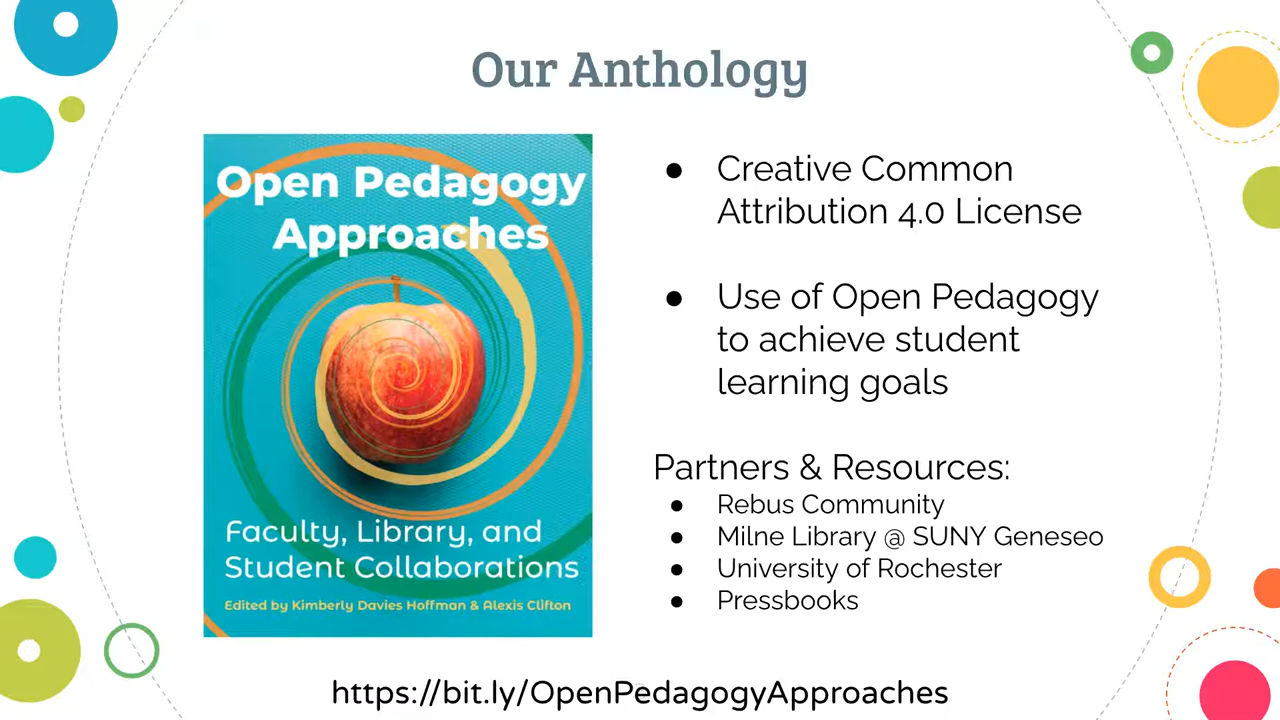 Our Anthology
Open Pedagogy
Approaches
Faculty, Library, and
Student Collaborations
Edited by Kimberly Davies Hoffman & Alexis Clifton
● Creative Common
Attribution 4.0 License
● Use of Open Pedagogy
to achieve student
learning goals
Partners & Resources:
● Rebus Community
● Milne Library @ SUNY Geneseo
● University of Rochester
● Pressbooks
https://bit.ly/OpenPedagogyApproaches